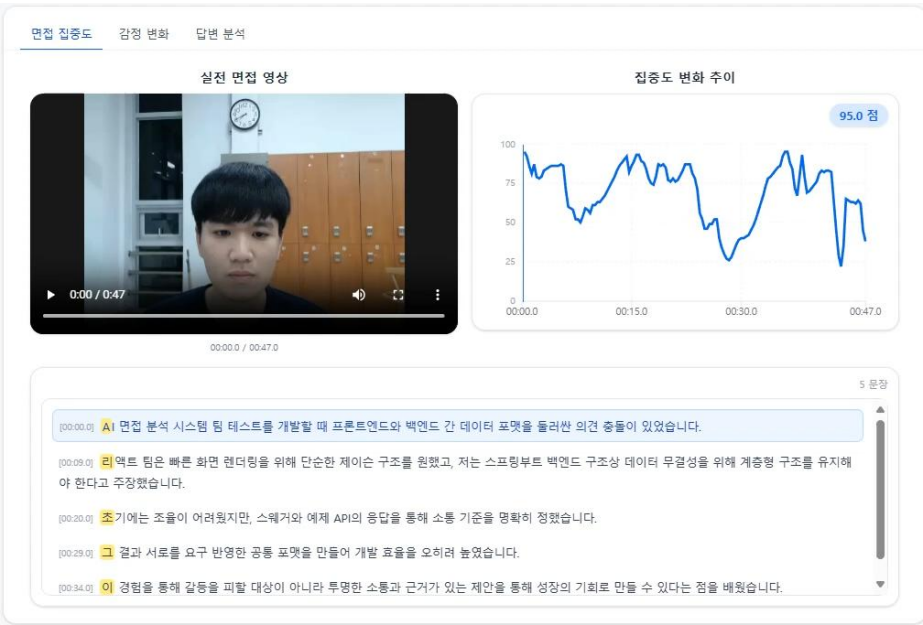 면접 집중도 감정 변화 답변 분석
실전 면접 영상
0:00 / 0:47
00:00.0 / 00:47.0
집중도 변화 추이
95.0 점
100
75
50
25
0
00:00.0 00:15.0 00:30.0 00:47.0
5 문장
[00:00.0] AI 면접 분석 시스템 팀 테스트를 개발할 때 프론트엔드와 백엔드 간 데이터 포맷을 둘러싼 의견 충돌이 있었습니다.
[00:09.0] 리액트 팀은 빠른 화면 렌더링을 위해 단순한 제이슨 구조를 원했고, 저는 스프링부트 백엔드 구조상 데이터 무결성을 위해 계층형 구조를 유지해
야 한다고 주장했습니다.
[00:20.0] 초기에는 조율이 어려웠지만, 스웨거와 예제 API의 응답을 통해 소통 기준을 명확히 정했습니다.
[00:29.0] 그 결과 서로를 요구 반영한 공통 포맷을 만들어 개발 효율을 오히려 높였습니다.
[00:34.0] 이 경험을 통해 갈등을 피할 대상이 아니라 투명한 소통과 근거가 있는 제안을 통해 성장의 기회로 만들 수 있다는 점을 배웠습니다.